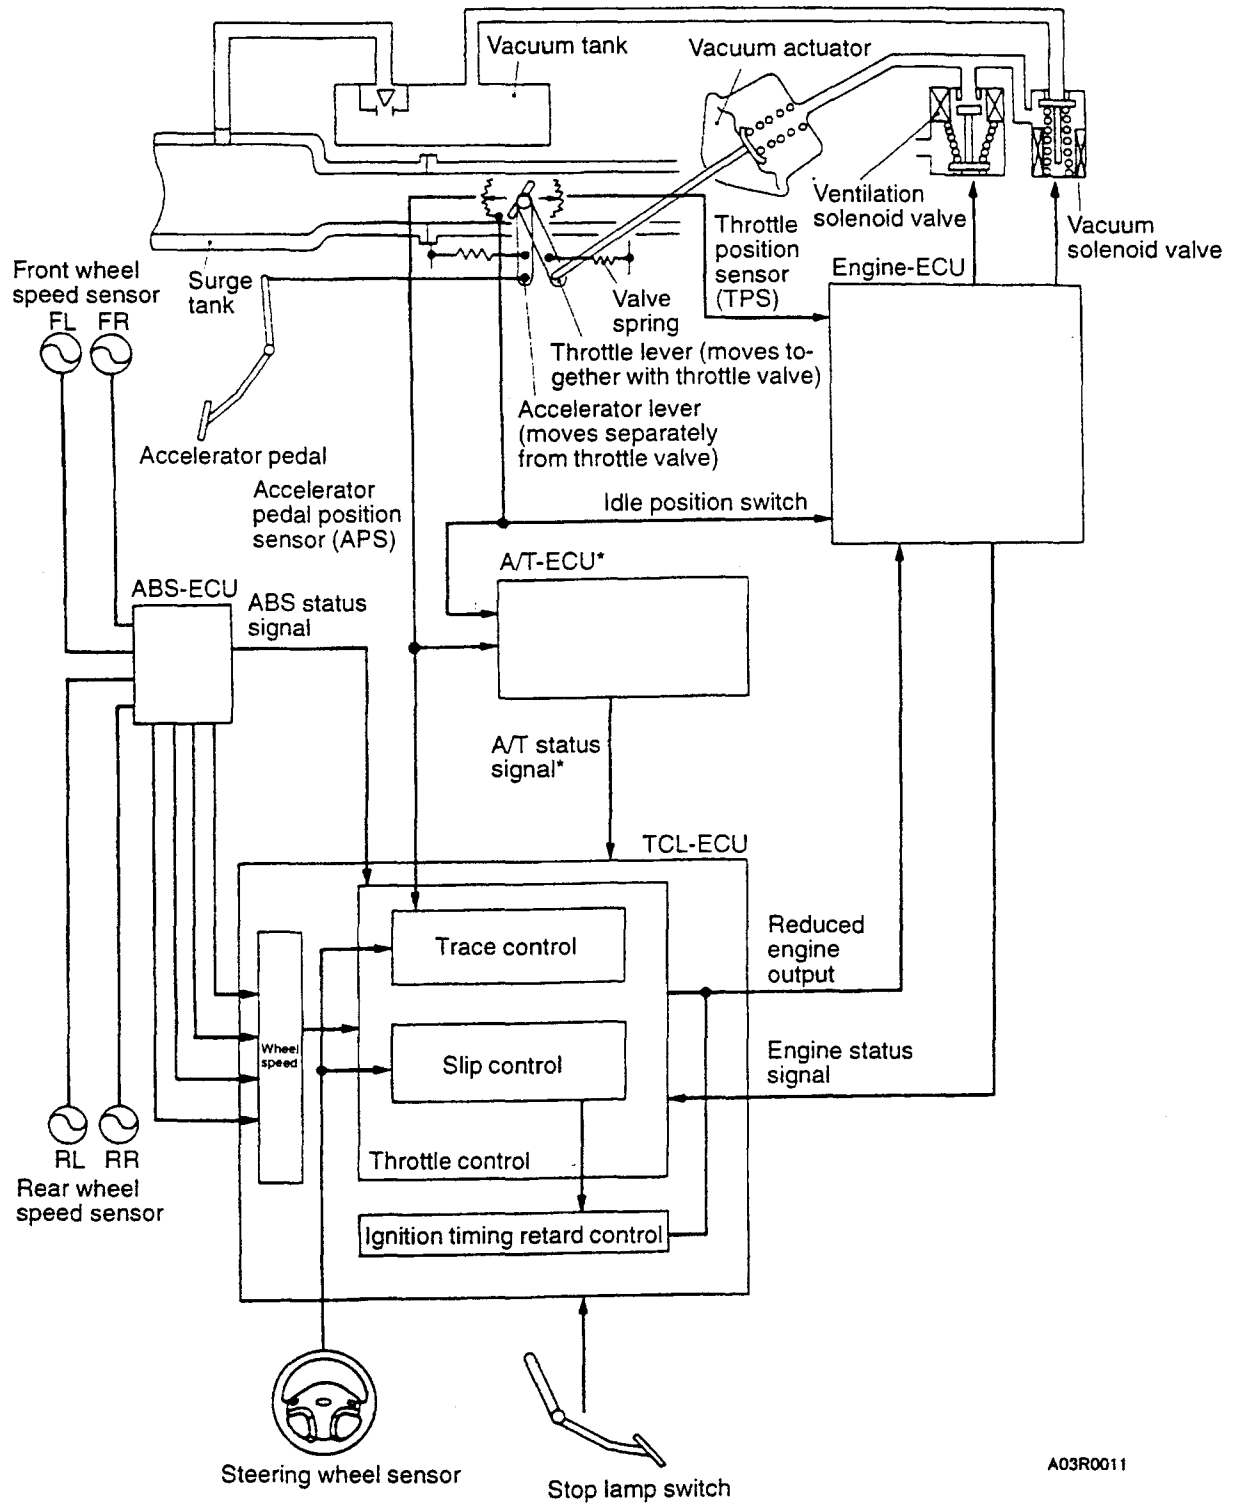 Vacuum tank
Vacuum actuator
Ventilation
solenoid valve
Vacuum
solenoid valve
Throttle
position
sensor
(TPS)
Engine-ECU
Surge
tank
Valve
spring
Front wheel
speed sensor
FL FR
Throttle lever (moves to-
gether with throttle valve)
Accelerator lever
(moves separately
from throttle valve)
Accelerator pedal
Accelerator
pedal position
sensor (APS)
Idle position switch
A/T-ECU*
ABS-ECU
ABS status
signal
A/T status
signal*
TCL-ECU
Trace control
Reduced
engine
output
Wheel
speed
Slip control
Engine status
signal
Throttle control
RL RR
Rear wheel
speed sensor
Ignition timing retard control
Steering wheel sensor
Stop lamp switch
A03R0011